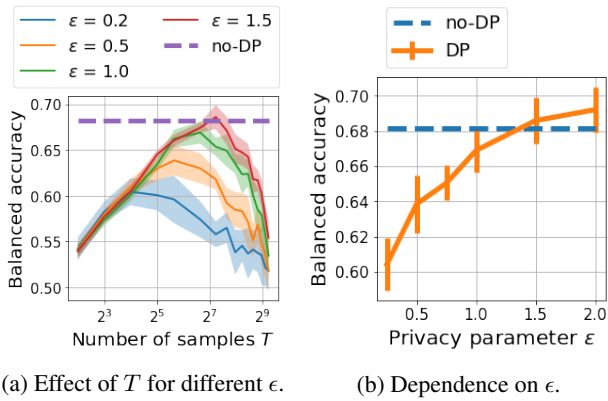 ε = 0.2
ε = 0.5
ε = 1.0
ε = 1.5
no-DP
Balanced accuracy
0.70
0.65
0.60
0.55
0.50
2^3
2^5
2^7
2^9
Number of samples T
(a) Effect of T for different ϵ.
no-DP
DP
Balanced accuracy
0.70
0.68
0.66
0.64
0.62
0.60
0.5
1.0
1.5
2.0
Privacy parameter ε
(b) Dependence on ϵ.